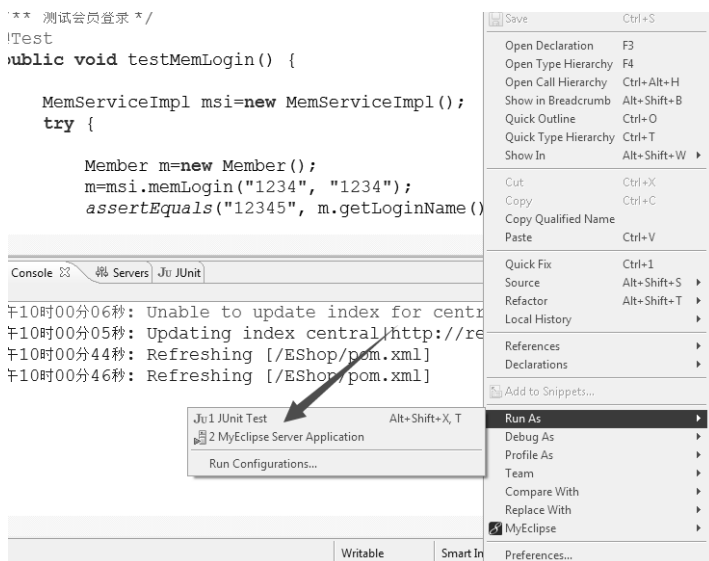 /** 测试会员登录 */
@Test
public void testMemLogin() {
MemServiceImpl msi=new MemServiceImpl();
try {
Member m=new Member();
m=msi.memLogin("1234", "1234");
assertEquals("12345", m.getLoginName()
Console
Servers
Ju JUnit
午10时00分06秒: Unable to update index for centr
午10时00分05秒: Updating index central|http://re
午10时00分44秒: Refreshing [/EShop/pom.xml]
午10时00分46秒: Refreshing [/EShop/pom.xml]
Ju 1 JUnit Test Alt+Shift+X, T
2 MyEclipse Server Application
Run Configurations...
Writable
Smart In
Save Ctrl+S
Open Declaration F3
Open Type Hierarchy F4
Open Call Hierarchy Ctrl+Alt+H
Show in Breadcrumb Alt+Shift+B
Quick Outline Ctrl+O
Quick Type Hierarchy Ctrl+T
Show In Alt+Shift+W
Cut Ctrl+X
Copy Ctrl+C
Copy Qualified Name
Paste Ctrl+V
Quick Fix Ctrl+1
Source Alt+Shift+S
Refactor Alt+Shift+T
Local History
References
Declarations
Add to Snippets...
Run As
Debug As
Profile As
Team
Compare With
Replace With
MyEclipse
Preferences...